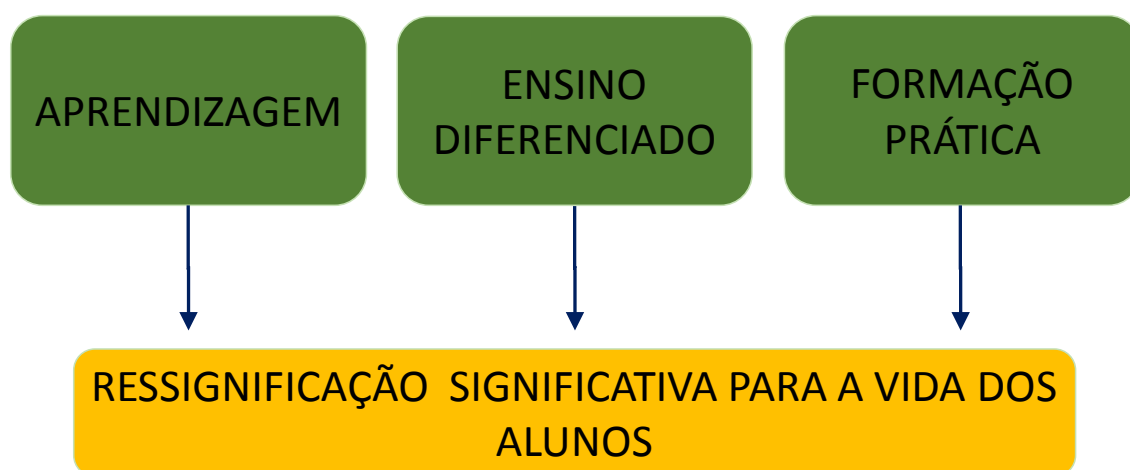 APRENDIZAGEM
ENSINO
DIFERENCIADO
FORMAÇÃO
PRÁTICA
RESSIGNIFICAÇÃO  SIGNIFICATIVA PARA A VIDA DOS
ALUNOS